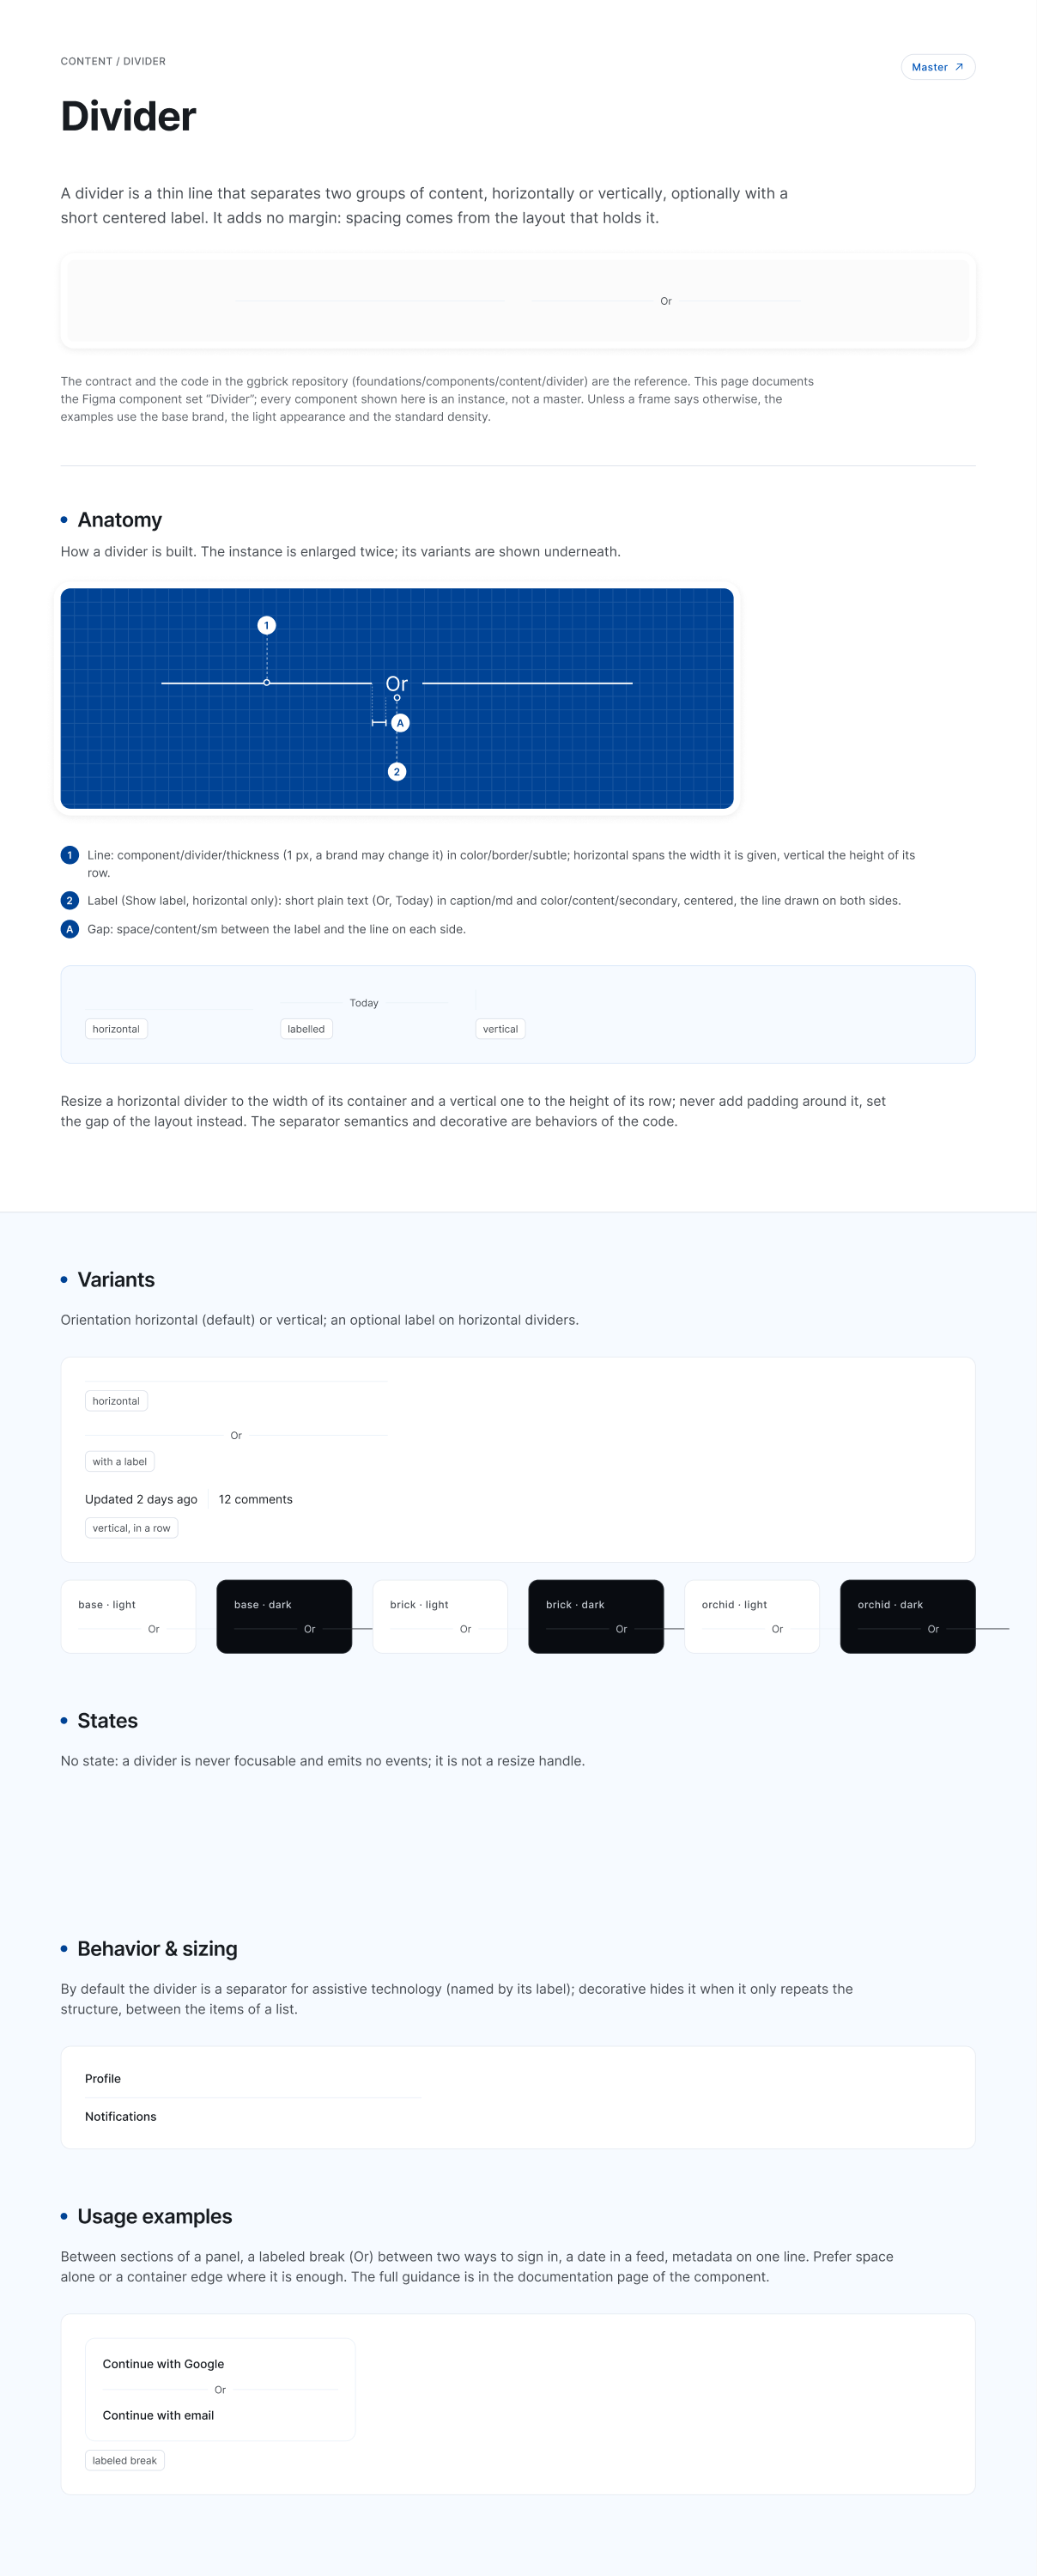 CONTENT / DIVIDER
Master
Divider
A divider is a thin line that separates two groups of content, horizontally or vertically, optionally with a
short centered label. It adds no margin: spacing comes from the layout that holds it.
Or
The contract and the code in the ggbrick repository (foundations/components/content/divider) are the reference. This page documents
the Figma component set “Divider”; every component shown here is an instance, not a master. Unless a frame says otherwise, the
examples use the base brand, the light appearance and the standard density.
Anatomy
How a divider is built. The instance is enlarged twice; its variants are shown underneath.
1
Or
A
2
1 Line: component/divider/thickness (1 px, a brand may change it) in color/border/subtle; horizontal spans the width it is given, vertical the height of its
row.
2 Label (Show label, horizontal only): short plain text (Or, Today) in caption/md and color/content/secondary, centered, the line drawn on both sides.
A Gap: space/content/sm between the label and the line on each side.
Today
horizontal labelled vertical
Resize a horizontal divider to the width of its container and a vertical one to the height of its row; never add padding around it, set
the gap of the layout instead. The separator semantics and decorative are behaviors of the code.
Variants
Orientation horizontal (default) or vertical; an optional label on horizontal dividers.
horizontal
Or
with a label
Updated 2 days ago 12 comments
vertical, in a row
base · light base · dark brick · light brick · dark orchid · light orchid · dark
Or Or Or Or Or Or
States
No state: a divider is never focusable and emits no events; it is not a resize handle.
Behavior & sizing
By default the divider is a separator for assistive technology (named by its label); decorative hides it when it only repeats the
structure, between the items of a list.
Profile
Notifications
Usage examples
Between sections of a panel, a labeled break (Or) between two ways to sign in, a date in a feed, metadata on one line. Prefer space
alone or a container edge where it is enough. The full guidance is in the documentation page of the component.
Continue with Google
Or
Continue with email
labeled break